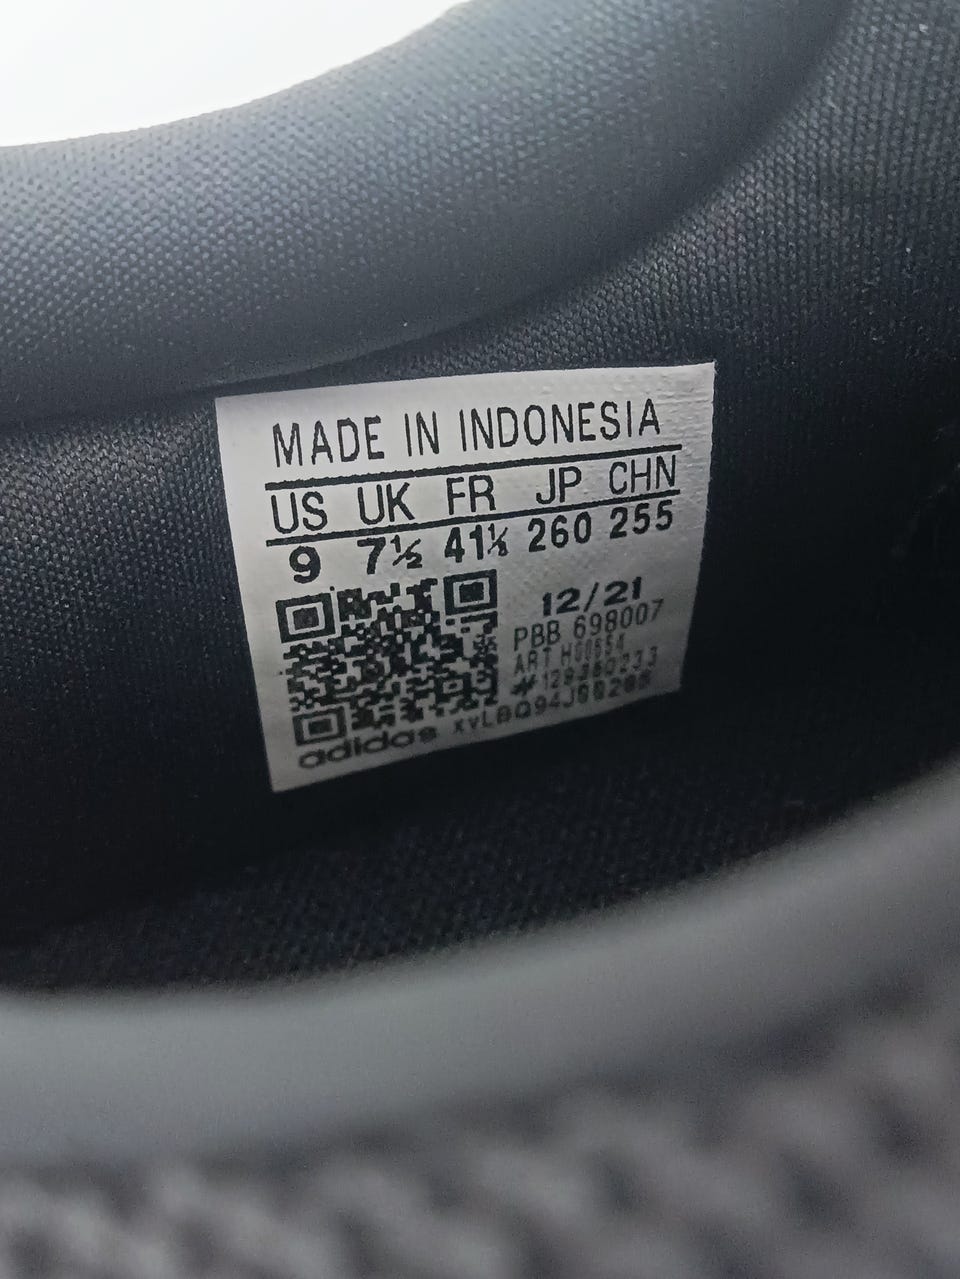 MADE IN INDONESIA
US UK FR JP CHN
9 7½ 41⅓ 260 255
12/21
PBB 698007
ART
adidas